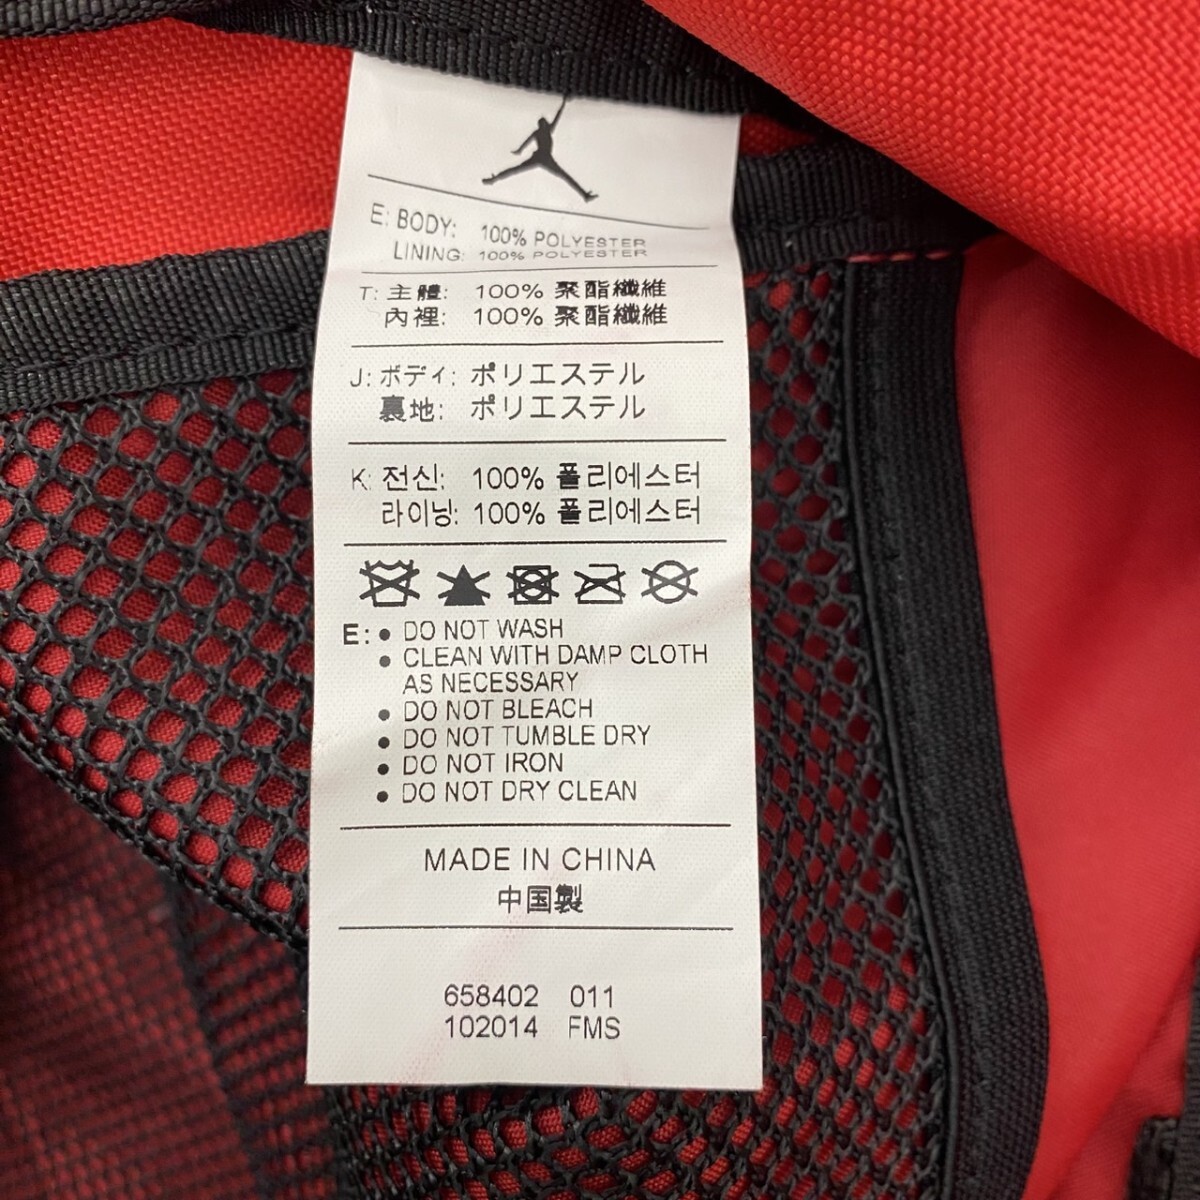 E: BODY: 100% POLYESTER
LINING: 100% POLYESTER
T: 主體: 100% 聚酯纖維
內裡: 100% 聚酯纖維
J: ボディ: ポリエステル
裏地: ポリエステル
K: 전신: 100% 폴리에스터
라이닝: 100% 폴리에스터
E: • DO NOT WASH
• CLEAN WITH DAMP CLOTH
AS NECESSARY
• DO NOT BLEACH
• DO NOT TUMBLE DRY
• DO NOT IRON
• DO NOT DRY CLEAN
MADE IN CHINA
中国製
658402 011
102014 FMS